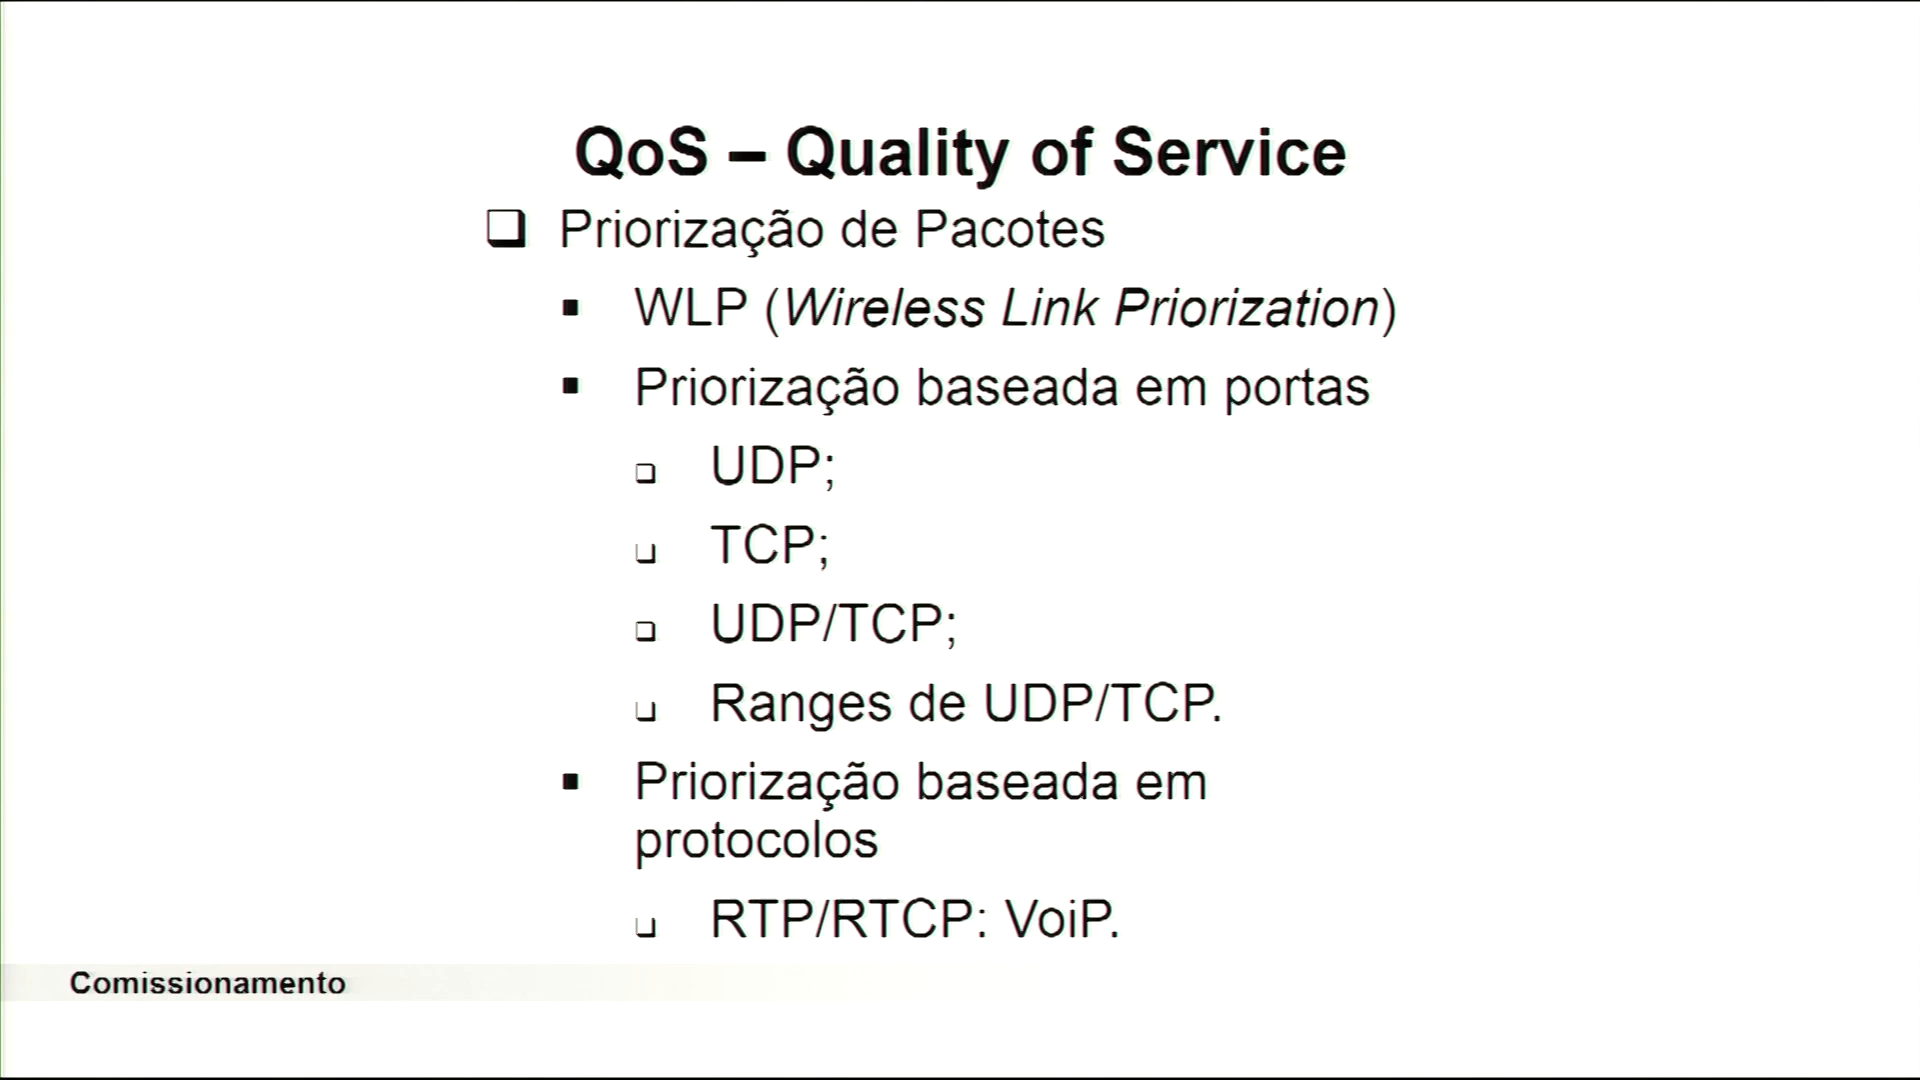 QoS – Quality of Service
Priorização de Pacotes
WLP (Wireless Link Priorization)
Priorização baseada em portas
UDP;
TCP;
UDP/TCP;
Ranges de UDP/TCP.
Priorização baseada em
protocolos
RTP/RTCP: VoiP.
Comissionamento